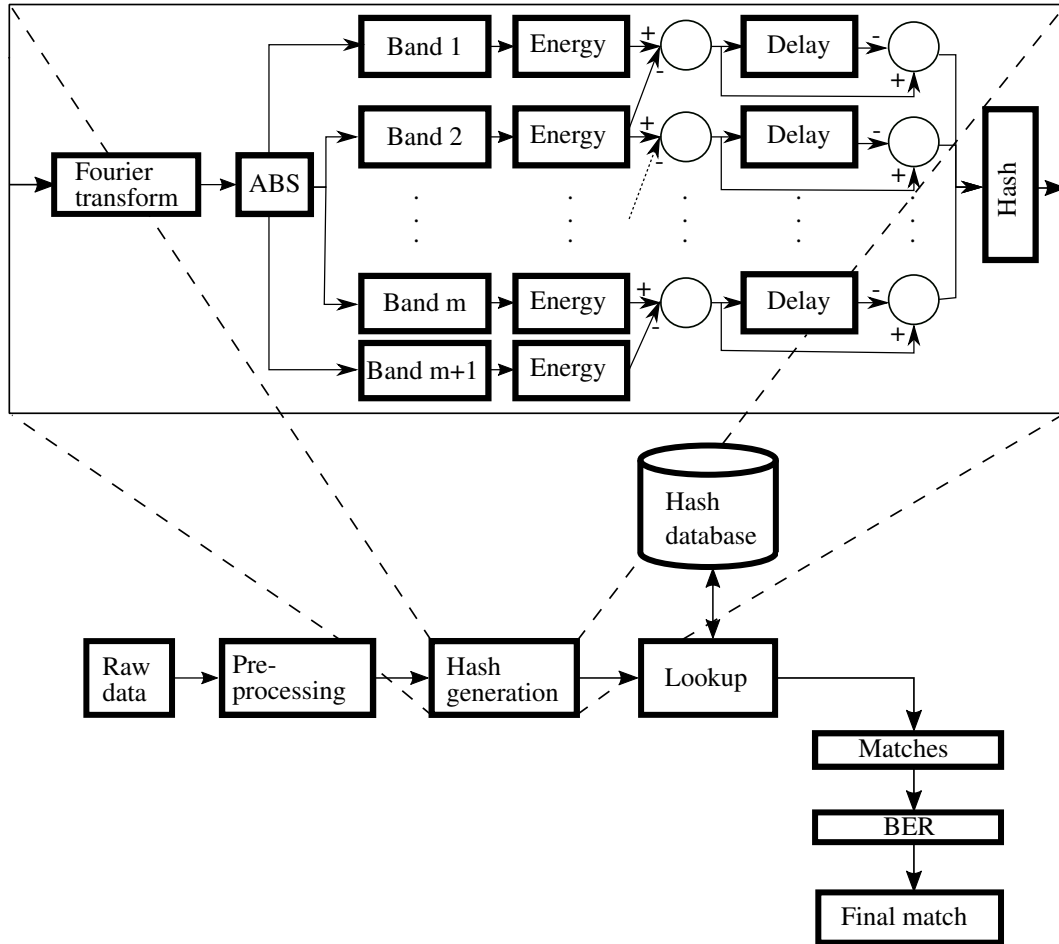 Band 1
Energy
+
-
Delay
-
+
Band 2
Energy
+
-
Delay
-
+
Fourier
transform
ABS
Hash
. . . . .
. . . . .
. . . . .
Band m
Energy
+
-
Delay
-
+
Band m+1
Energy
Hash
database
Raw
data
Pre-
processing
Hash
generation
Lookup
Matches
BER
Final match